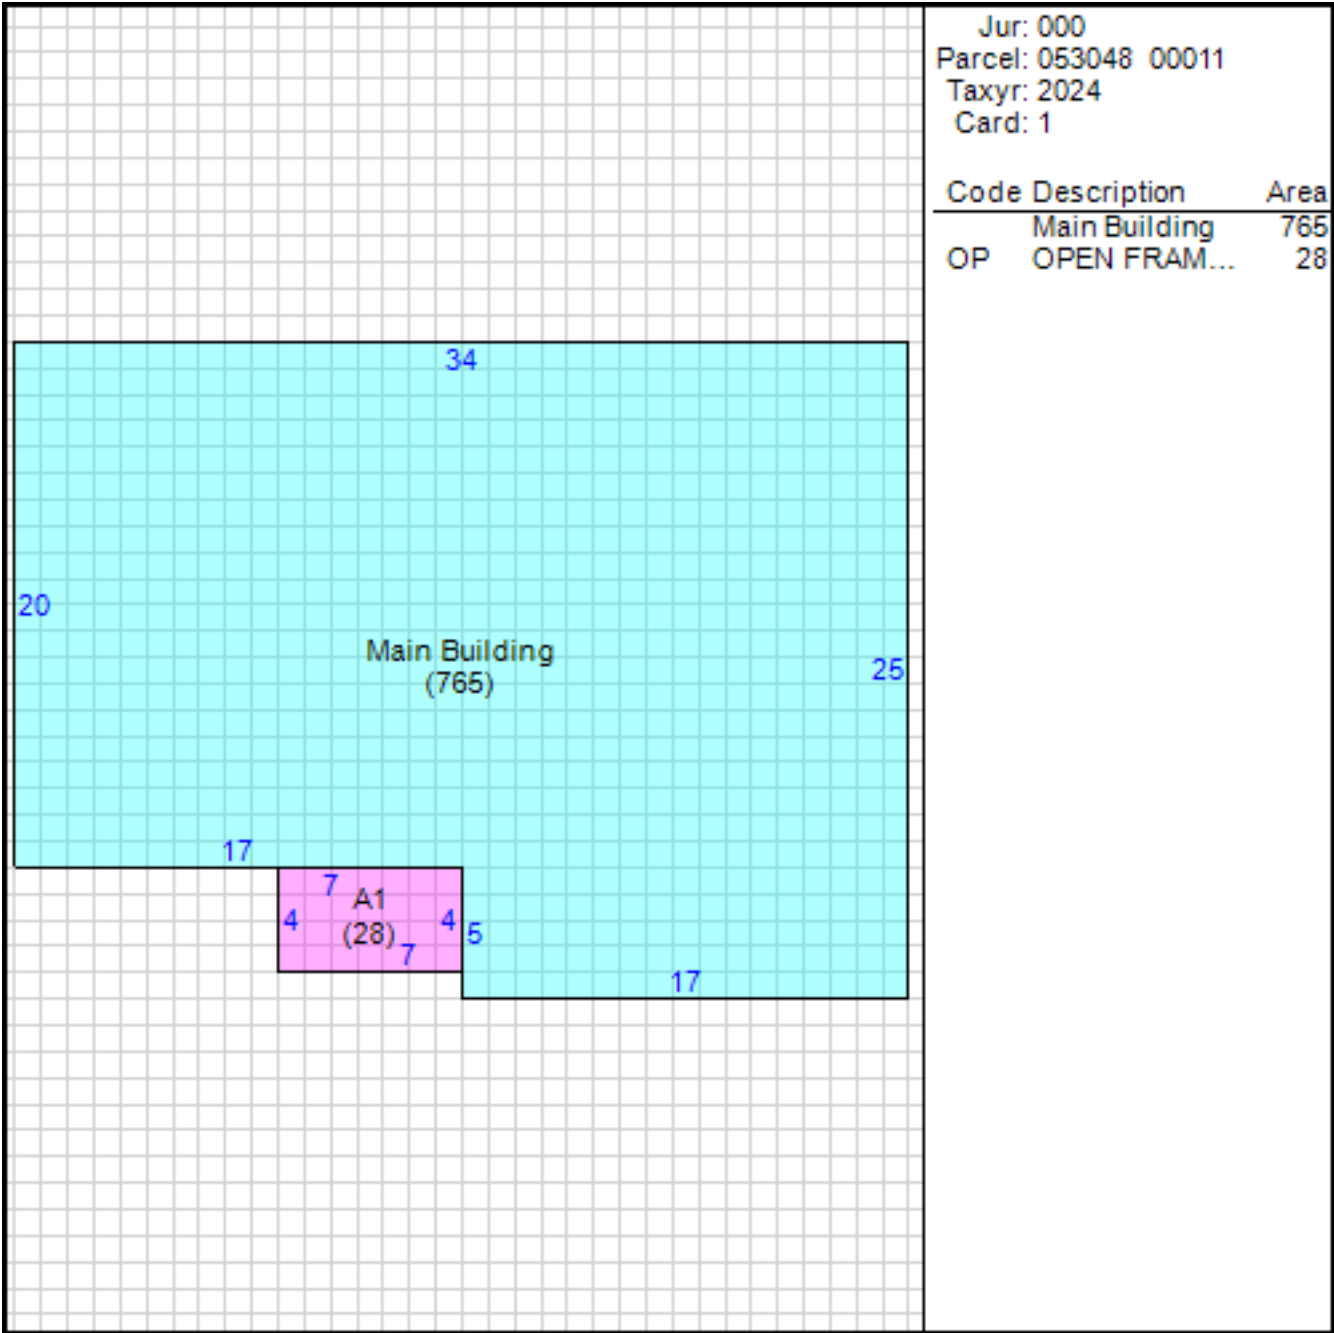 Jur: 000
Parcel: 053048 00011
Taxyr: 2024
Card: 1
Code Description Area
Main Building 765
OP OPEN FRAM... 28
34
20
Main Building
(765)
25
17
7
A1
4
4
5
(28)
7
17